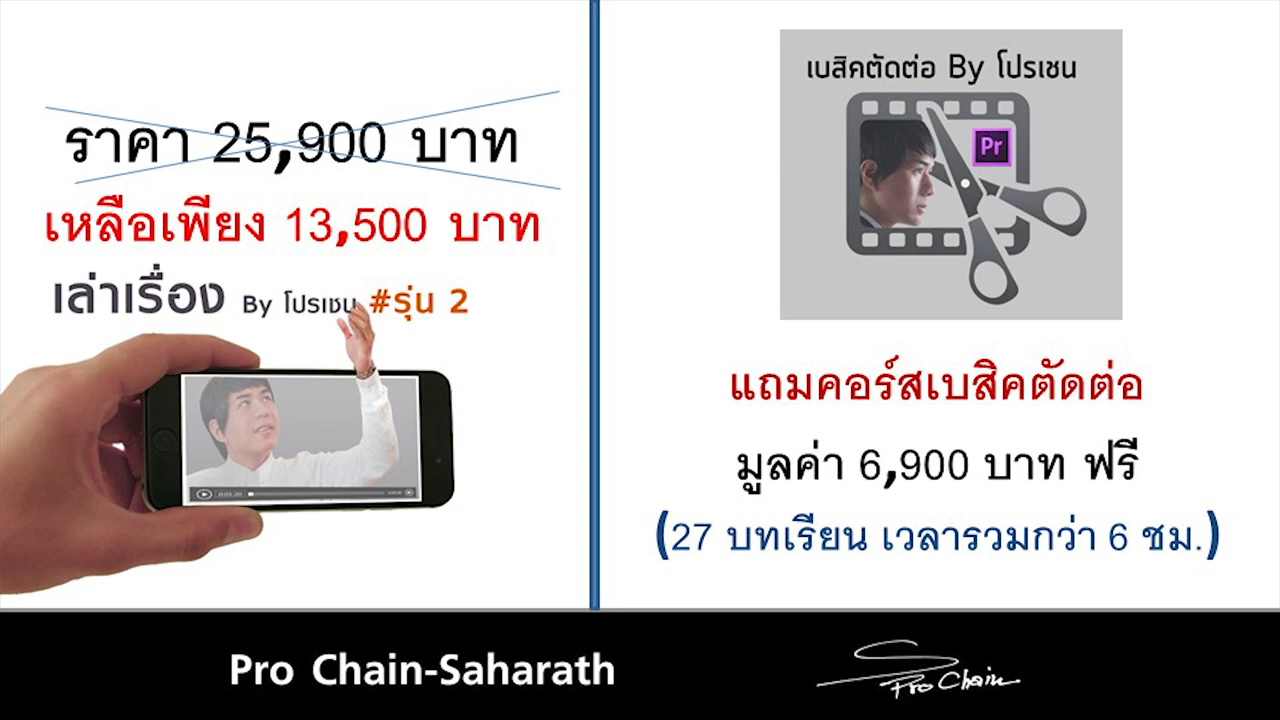 ราคา 25,900 บาท
เหลือเพียง 13,500 บาท
เล่าเรื่อง By โปรเชน #รุ่น 2
เบสิคตัดต่อ By โปรเชน
Pr
แถมคอร์สเบสิคตัดต่อ
มูลค่า 6,900 บาท ฟรี
(27 บทเรียน เวลารวมกว่า 6 ชม.)
Pro Chain-Saharath
Pro Chain